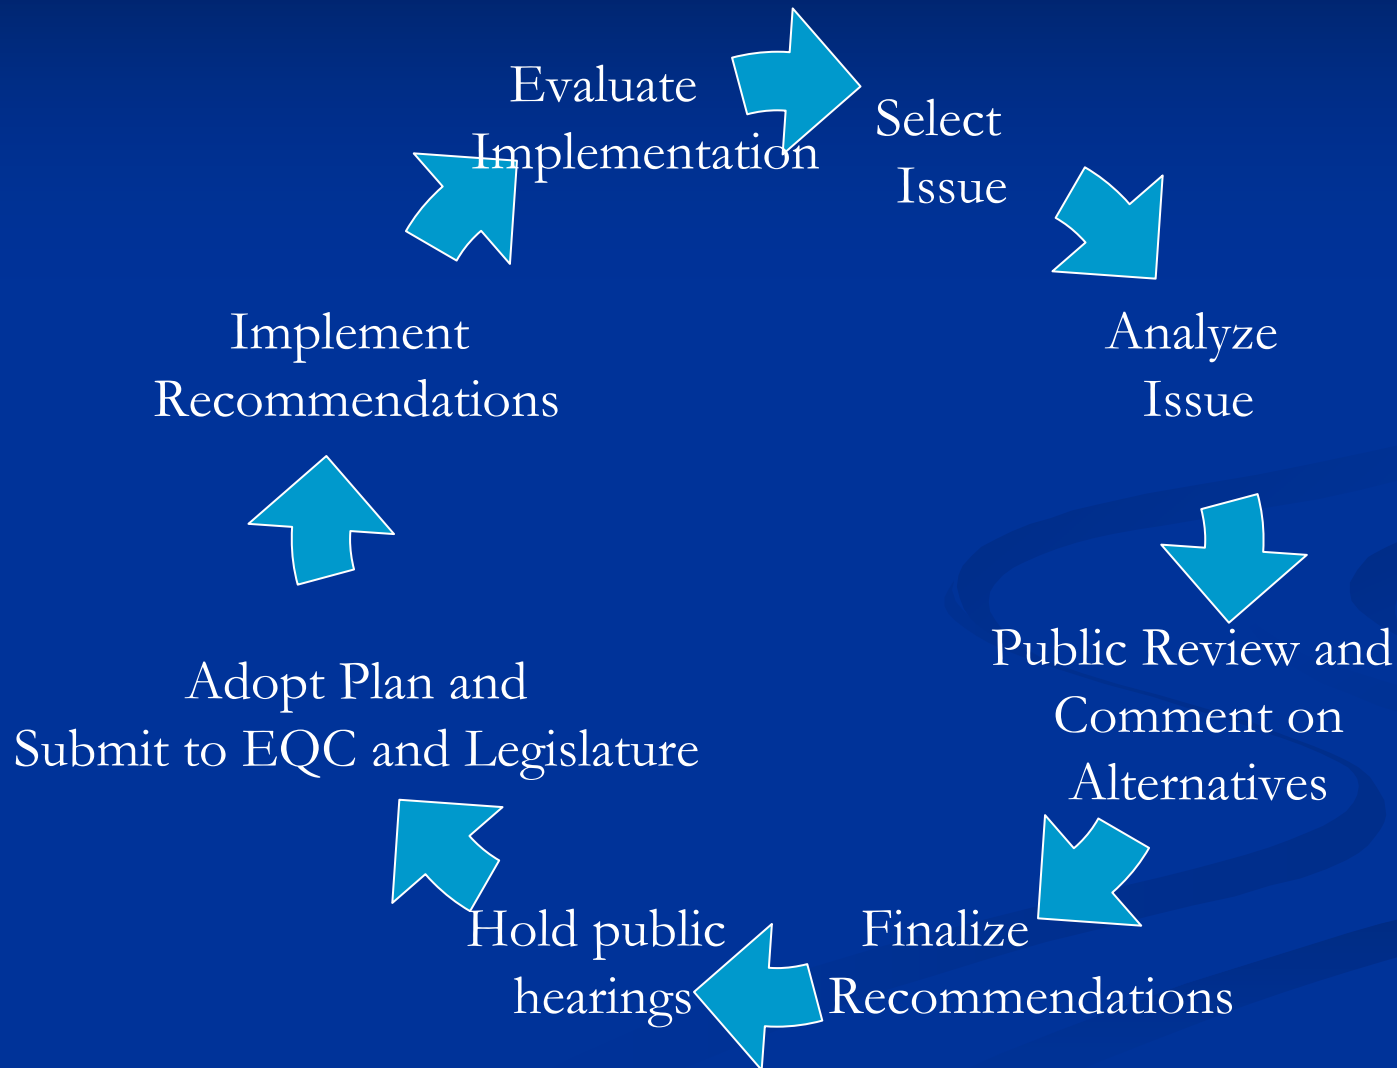 Evaluate
Implementation
Select
Issue
Analyze
Issue
Public Review and
Comment on
Alternatives
Finalize
Recommendations
Hold public
hearings
Adopt Plan and
Submit to EQC and Legislature
Implement
Recommendations